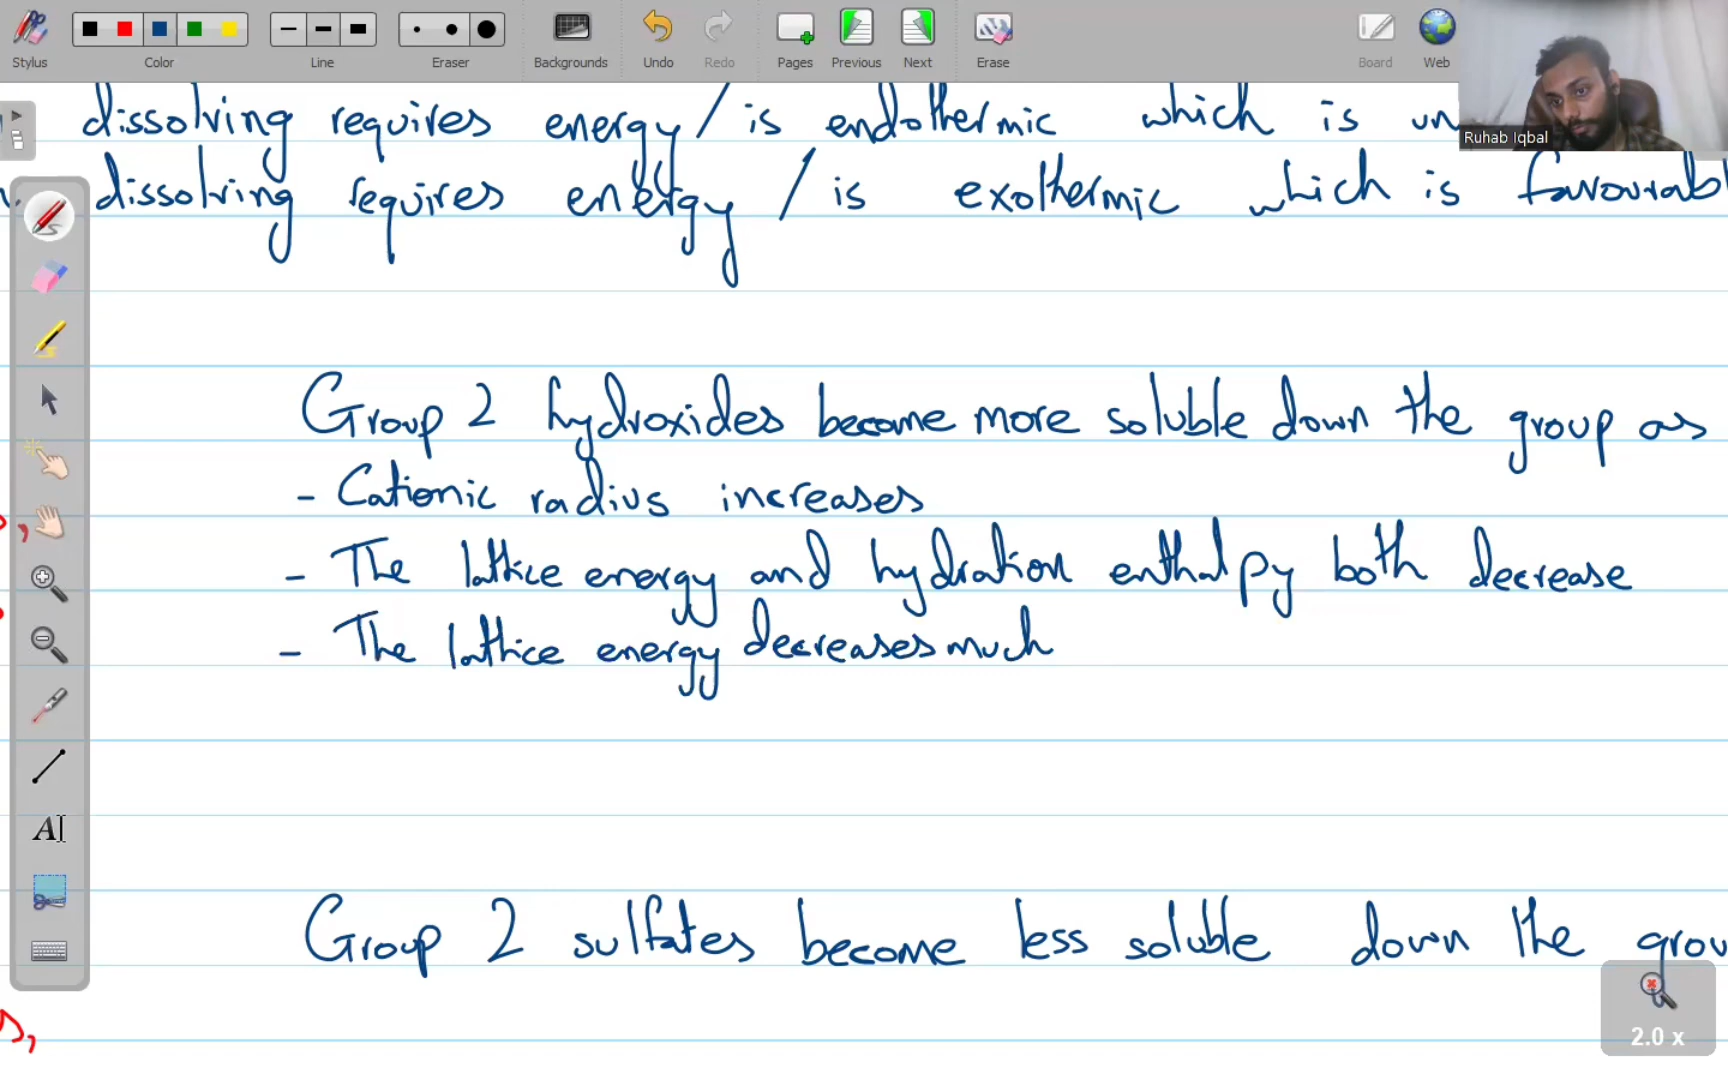 Stylus Color Line Eraser Backgrounds Undo Redo Pages Previous Next Erase Board Web
dissolving requires energy / is endothermic which is un
Ruhab Iqbal
dissolving requires energy / is exothermic which is favourabl
Group 2 hydroxides become more soluble down the group as
- Cationic radius increases
- The lattice energy and hydration enthalpy both decrease
- The lattice energy decreases much
Group 2 sulfates become less soluble down the grou
2.0 x
s,